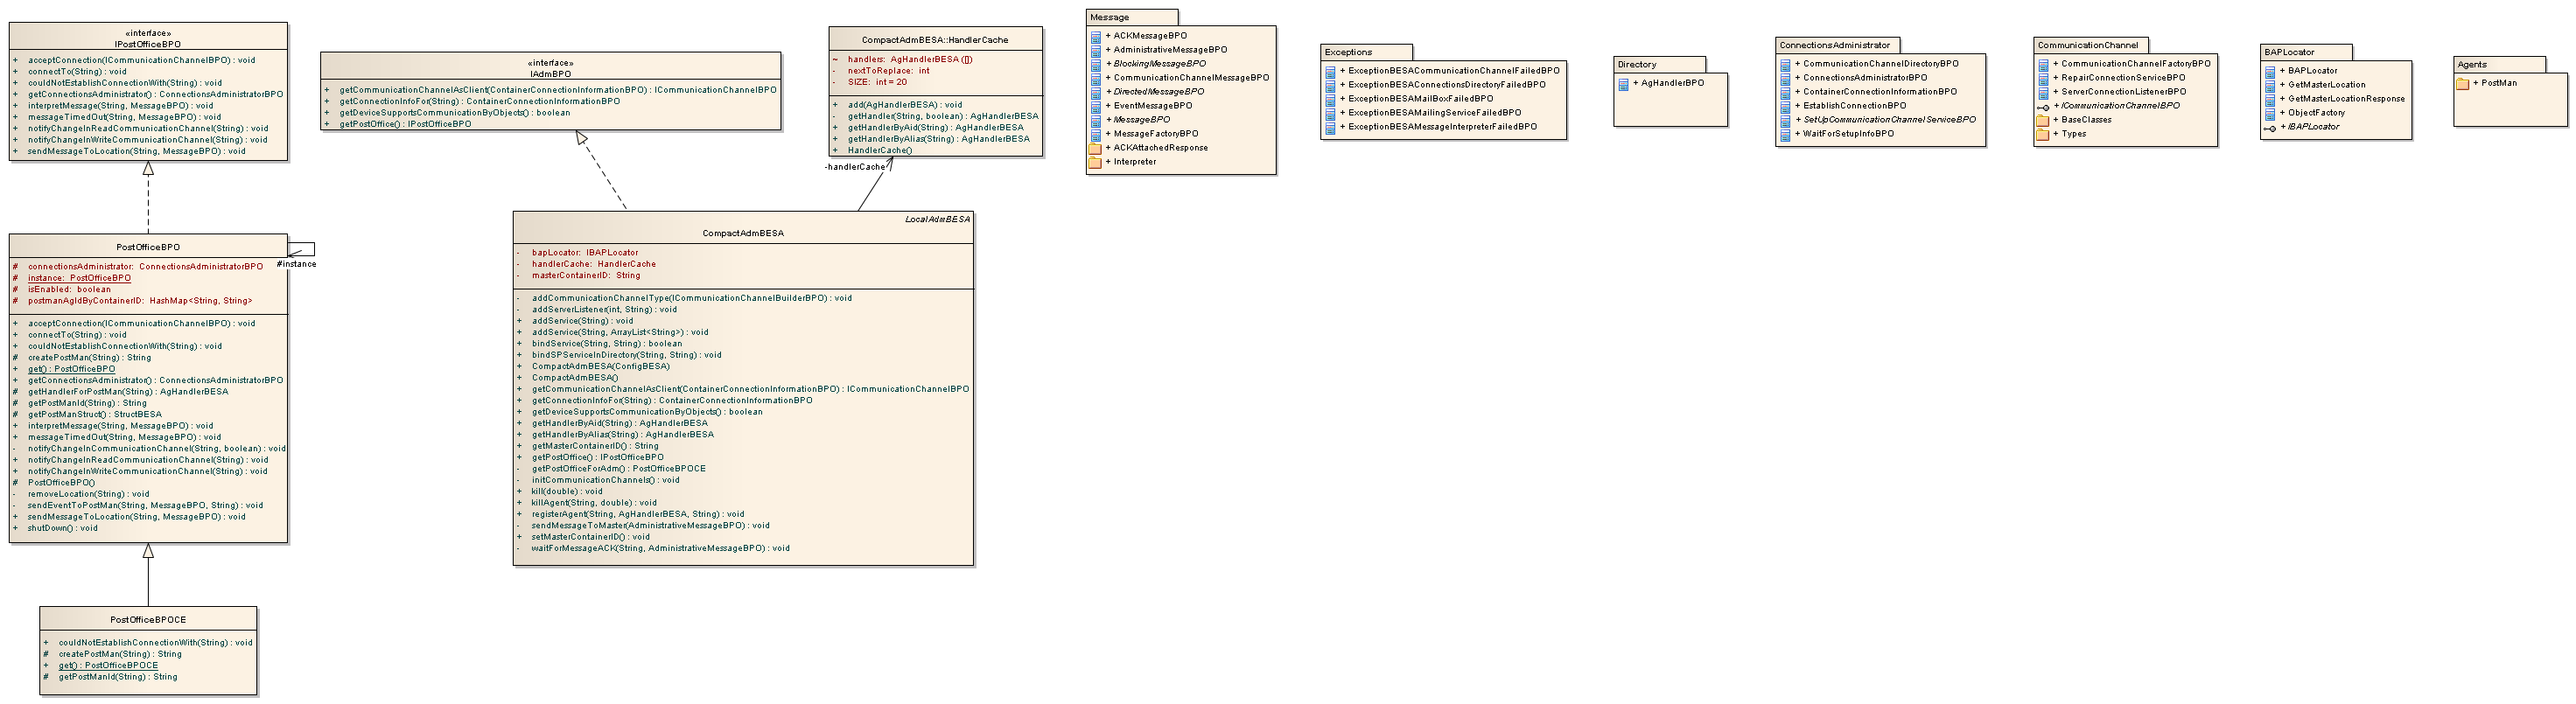 «interface»
IPostOfficeBPO
+ acceptConnection(ICommunicationChannelBPO) : void
+ connectTo(String) : void
+ couldNotEstablishConnectionWith(String) : void
+ getConnectionsAdministrator() : ConnectionsAdministratorBPO
+ interpretMessage(String, MessageBPO) : void
+ messageTimedOut(String, MessageBPO) : void
+ notifyChangeInReadCommunicationChannel(String) : void
+ notifyChangeInWriteCommunicationChannel(String) : void
+ sendMessageToLocation(String, MessageBPO) : void
PostOfficeBPO
# connectionsAdministrator: ConnectionsAdministratorBPO
# instance: PostOfficeBPO
# isEnabled: boolean
# postmanAgIdByContainerID: HashMap<String, String>
+ acceptConnection(ICommunicationChannelBPO) : void
+ connectTo(String) : void
+ couldNotEstablishConnectionWith(String) : void
# createPostMan(String) : String
+ get() : PostOfficeBPO
+ getConnectionsAdministrator() : ConnectionsAdministratorBPO
# getHandlerForPostMan(String) : AgHandlerBESA
# getPostManId(String) : String
# getPostManStruct() : StructBESA
+ interpretMessage(String, MessageBPO) : void
+ messageTimedOut(String, MessageBPO) : void
- notifyChangeInCommunicationChannel(String, boolean) : void
+ notifyChangeInReadCommunicationChannel(String) : void
+ notifyChangeInWriteCommunicationChannel(String) : void
# PostOfficeBPO()
- removeLocation(String) : void
- sendEventToPostMan(String, MessageBPO, String) : void
+ sendMessageToLocation(String, MessageBPO) : void
+ shutDown() : void
#instance
PostOfficeBPOCE
+ couldNotEstablishConnectionWith(String) : void
# createPostMan(String) : String
+ get() : PostOfficeBPOCE
# getPostManId(String) : String
«interface»
IAdmBPO
+ getCommunicationChannelAsClient(ContainerConnectionInformationBPO) : ICommunicationChannelBPO
+ getConnectionInfoFor(String) : ContainerConnectionInformationBPO
+ getDeviceSupportsCommunicationByObjects() : boolean
+ getPostOffice() : IPostOfficeBPO
CompactAdmBESA::HandlerCache
~ handlers: AgHandlerBESA ([])
- nextToReplace: int
- SIZE: int = 20
+ add(AgHandlerBESA) : void
- getHandler(String, boolean) : AgHandlerBESA
+ getHandlerByAid(String) : AgHandlerBESA
+ getHandlerByAlias(String) : AgHandlerBESA
+ HandlerCache()
-handlerCache
LocalAdmBESA
CompactAdmBESA
- bapLocator: IBAPLocator
- handlerCache: HandlerCache
- masterContainerID: String
- addCommunicationChannelType(ICommunicationChannelBuilderBPO) : void
- addServerListener(int, String) : void
+ addService(String) : void
+ addService(String, ArrayList<String>) : void
+ bindService(String, String) : boolean
+ bindSPServiceInDirectory(String, String) : void
+ CompactAdmBESA(ConfigBESA)
+ CompactAdmBESA()
+ getCommunicationChannelAsClient(ContainerConnectionInformationBPO) : ICommunicationChannelBPO
+ getConnectionInfoFor(String) : ContainerConnectionInformationBPO
+ getDeviceSupportsCommunicationByObjects() : boolean
+ getHandlerByAid(String) : AgHandlerBESA
+ getHandlerByAlias(String) : AgHandlerBESA
+ getMasterContainerID() : String
+ getPostOffice() : IPostOfficeBPO
- getPostOfficeForAdm() : PostOfficeBPOCE
- initCommunicationChannels() : void
+ kill(double) : void
+ killAgent(String, double) : void
+ registerAgent(String, AgHandlerBESA, String) : void
- sendMessageToMaster(AdministrativeMessageBPO) : void
+ setMasterContainerID() : void
- waitForMessageACK(String, AdministrativeMessageBPO) : void
Message
+ ACKMessageBPO
+ AdministrativeMessageBPO
+ BlockingMessageBPO
+ CommunicationChannelMessageBPO
+ DirectedMessageBPO
+ EventMessageBPO
+ MessageBPO
+ MessageFactoryBPO
+ ACKAttachedResponse
+ Interpreter
Exceptions
+ ExceptionBESACommunicationChannelFailedBPO
+ ExceptionBESAConnectionsDirectoryFailedBPO
+ ExceptionBESAMailBoxFailedBPO
+ ExceptionBESAMailingServiceFailedBPO
+ ExceptionBESAMessageInterpreterFailedBPO
Directory
+ AgHandlerBPO
ConnectionsAdministrator
+ CommunicationChannelDirectoryBPO
+ ConnectionsAdministratorBPO
+ ContainerConnectionInformationBPO
+ EstablishConnectionBPO
+ SetUpCommunicationChannelServiceBPO
+ WaitForSetupInfoBPO
CommunicationChannel
+ CommunicationChannelFactoryBPO
+ RepairConnectionServiceBPO
+ ServerConnectionListenerBPO
+ ICommunicationChannelBPO
+ BaseClasses
+ Types
BAPLocator
+ BAPLocator
+ GetMasterLocation
+ GetMasterLocationResponse
+ ObjectFactory
+ IBAPLocator
Agents
+ PostMan